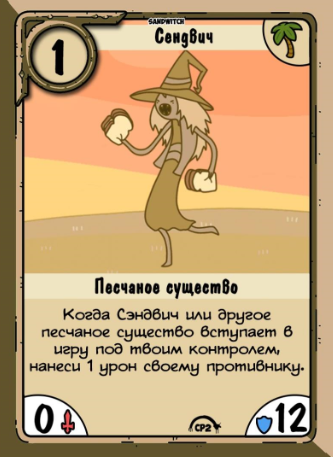 SANDWITCH
1
Сендвич
Песчаное существо
Когда Сэндвич или другое
песчаное существо вступает в
игру под твоим контролем,
нанеси 1 урон своему противнику.
0
CP2
12